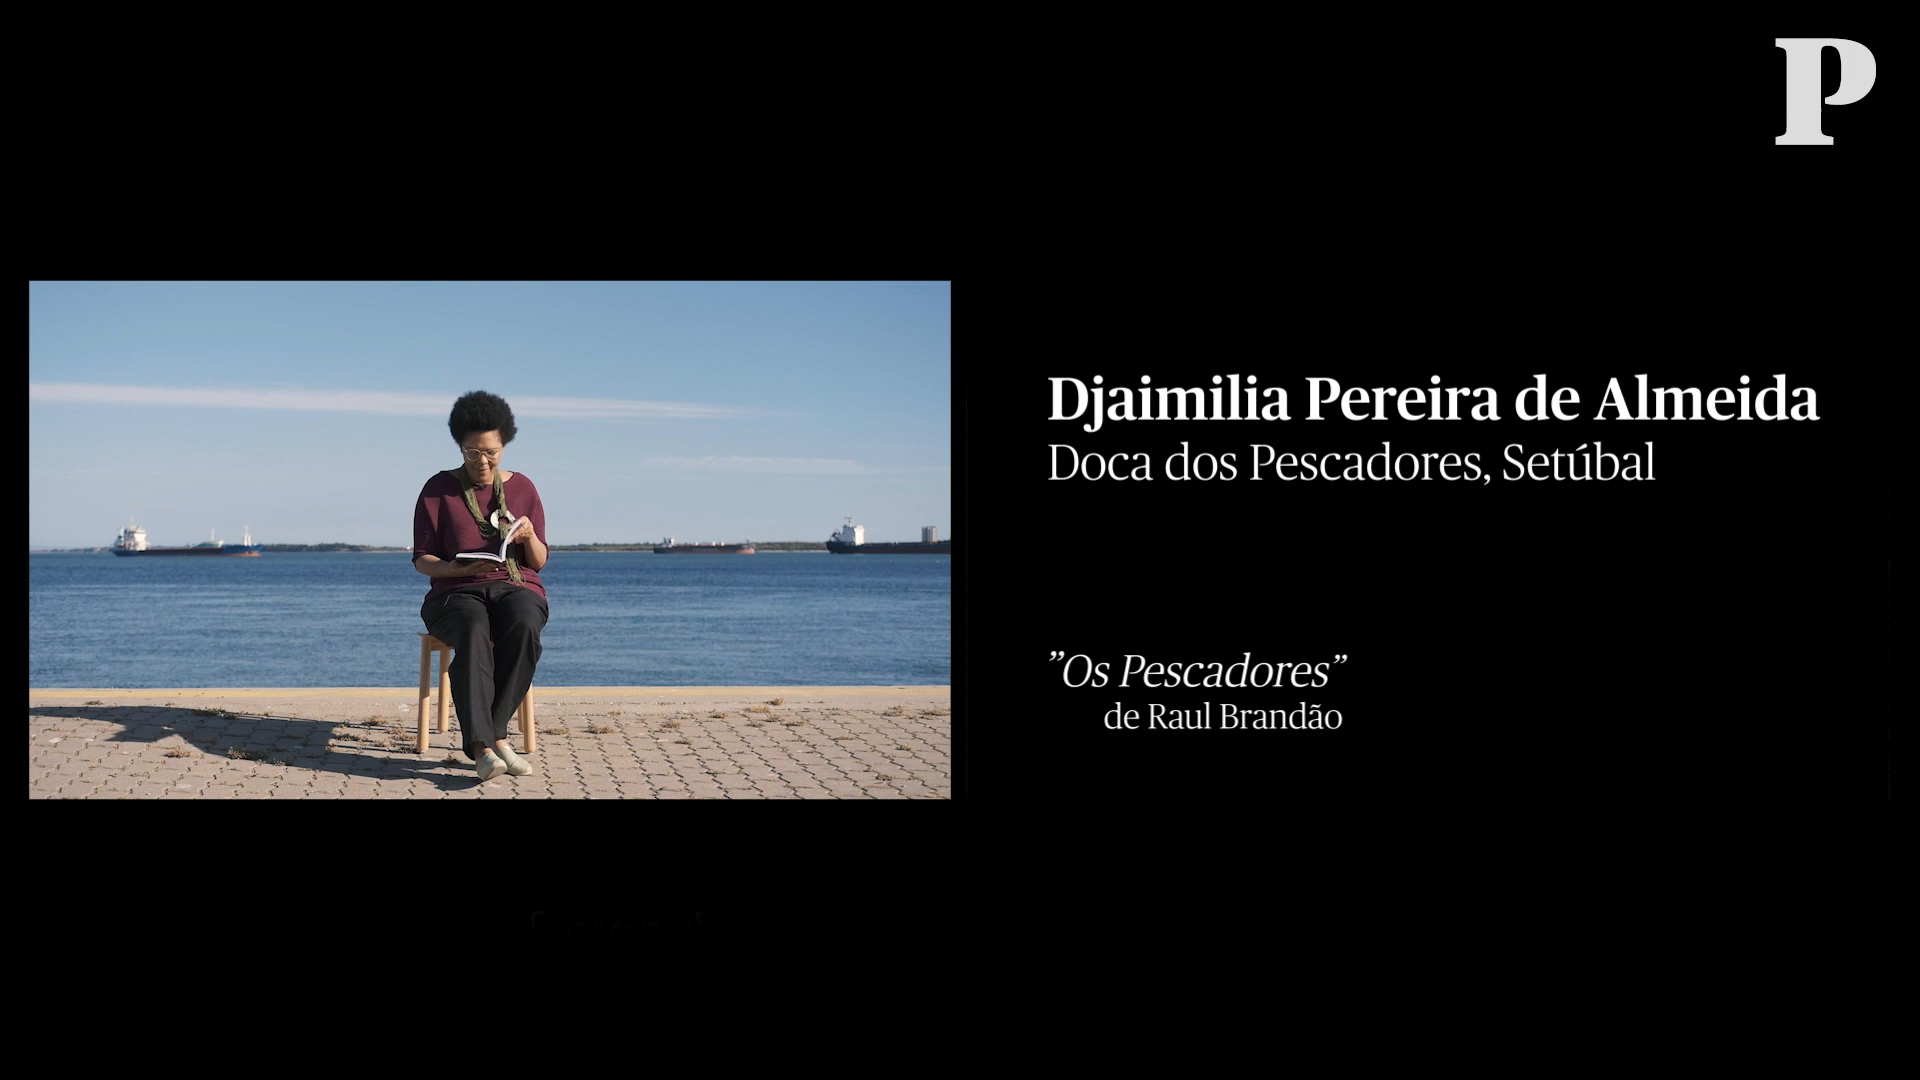 P
Djaimilia Pereira de Almeida
Doca dos Pescadores, Setúbal
”Os Pescadores”
de Raul Brandão